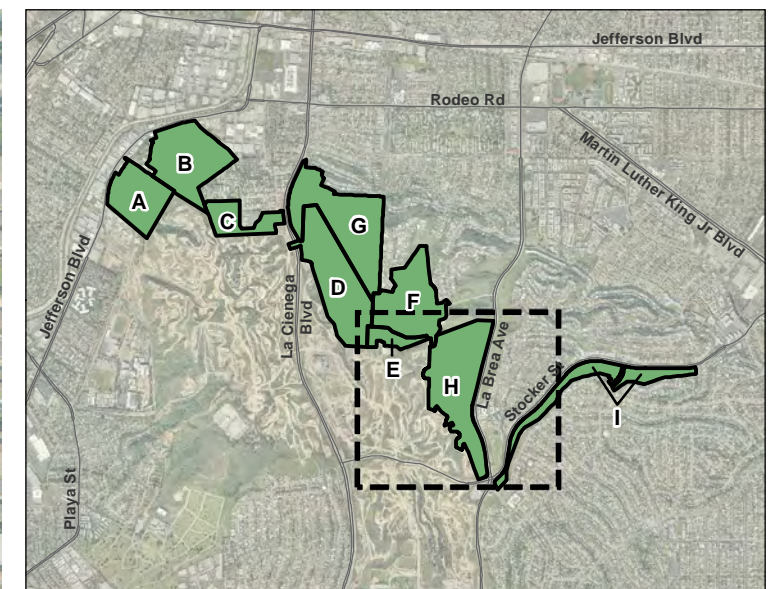 Jefferson Blvd
Rodeo Rd
Martin Luther King Jr Blvd
B
A
C
G
Jefferson Blvd
La Cienega
Blvd
D
F
E
H
La Brea Ave
Stocker S
I
Playa St